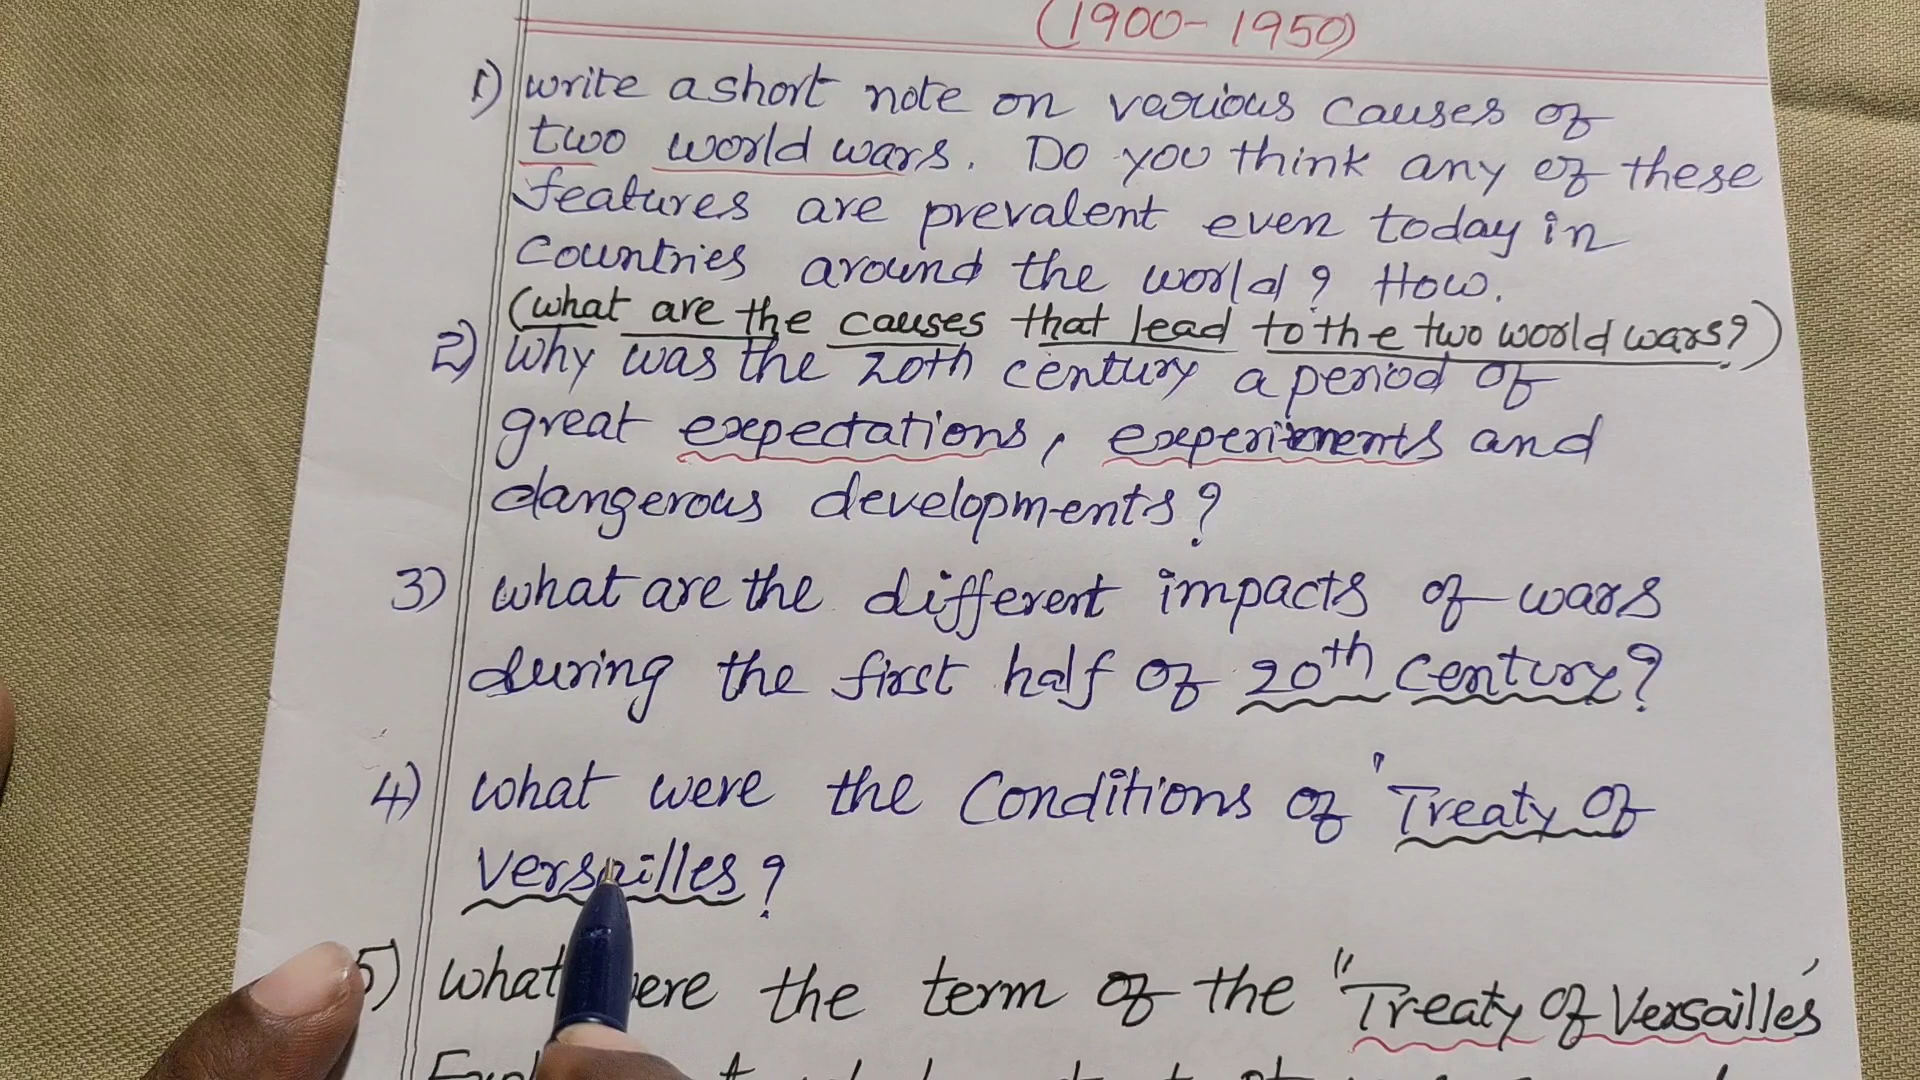 (1900-1950)
1) write a short note on various causes of
two world wars. Do you think any of these
features are prevalent even today in
countries around the world? How.
(what are the causes that lead to the two world wars?)
2) Why was the 20th century a period of
great expectations, experiments and
dangerous developments?
3) what are the different impacts of wars
during the first half of 20th century?
4) what were the Conditions of 'Treaty of
Versailles?
5) what were the term of the "Treaty of Versailles'